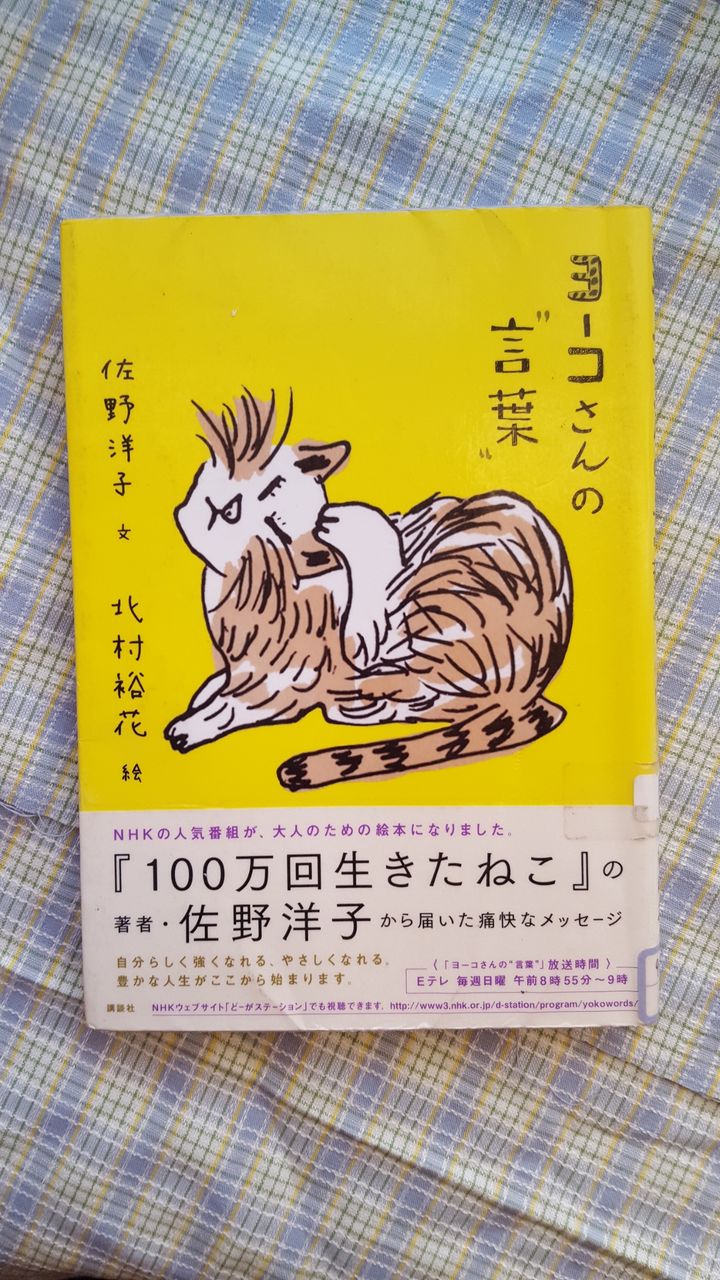 ヨーコさんの
"言葉"
佐野洋子 文
北村裕花 絵
NHKの人気番組が、大人のための絵本になりました。
『100万回生きたねこ』の
著者・佐野洋子から届いた痛快なメッセージ
自分らしく強くなれる、やさしくなれる。
豊かな人生がここから始まります。
〈「ヨーコさんの“言葉”」放送時間〉
Eテレ 毎週日曜 午前8時55分〜9時
講談社
NHKウェブサイト「どーがステーション」でも視聴できます。http://www3.nhk.or.jp/d-station/program/yokowords/